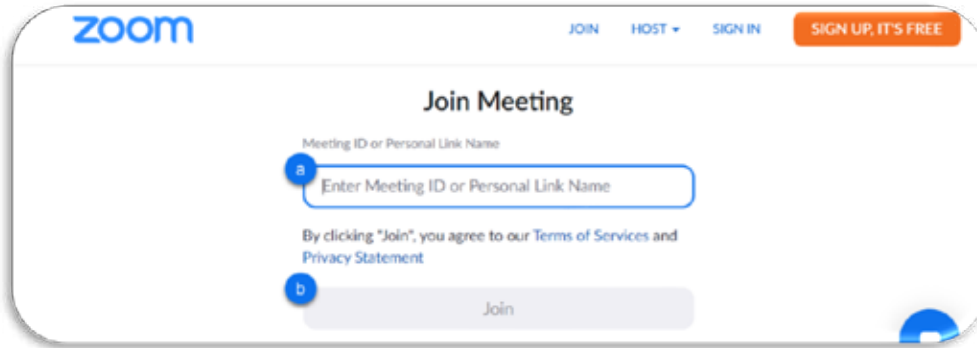 zoom
JOIN HOST SIGN IN SIGN UP, IT'S FREE
Join Meeting
Meeting ID or Personal Link Name
a
Enter Meeting ID or Personal Link Name
By clicking "Join", you agree to our Terms of Services and
Privacy Statement
b
Join